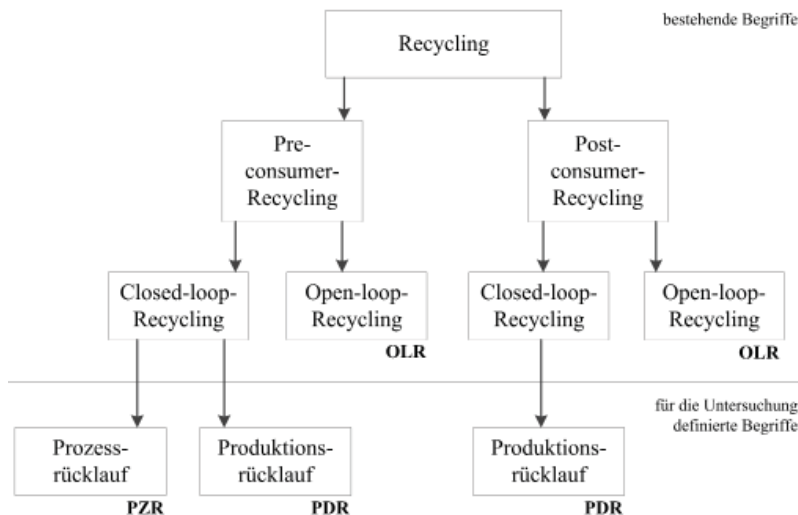 bestehende Begriffe
Recycling
Pre-
consumer-
Recycling
Post-
consumer-
Recycling
Closed-loop-
Recycling
Open-loop-
Recycling
OLR
Closed-loop-
Recycling
Open-loop-
Recycling
OLR
für die Untersuchung
definierte Begriffe
Prozess-
rücklauf
PZR
Produktions-
rücklauf
PDR
Produktions-
rücklauf
PDR